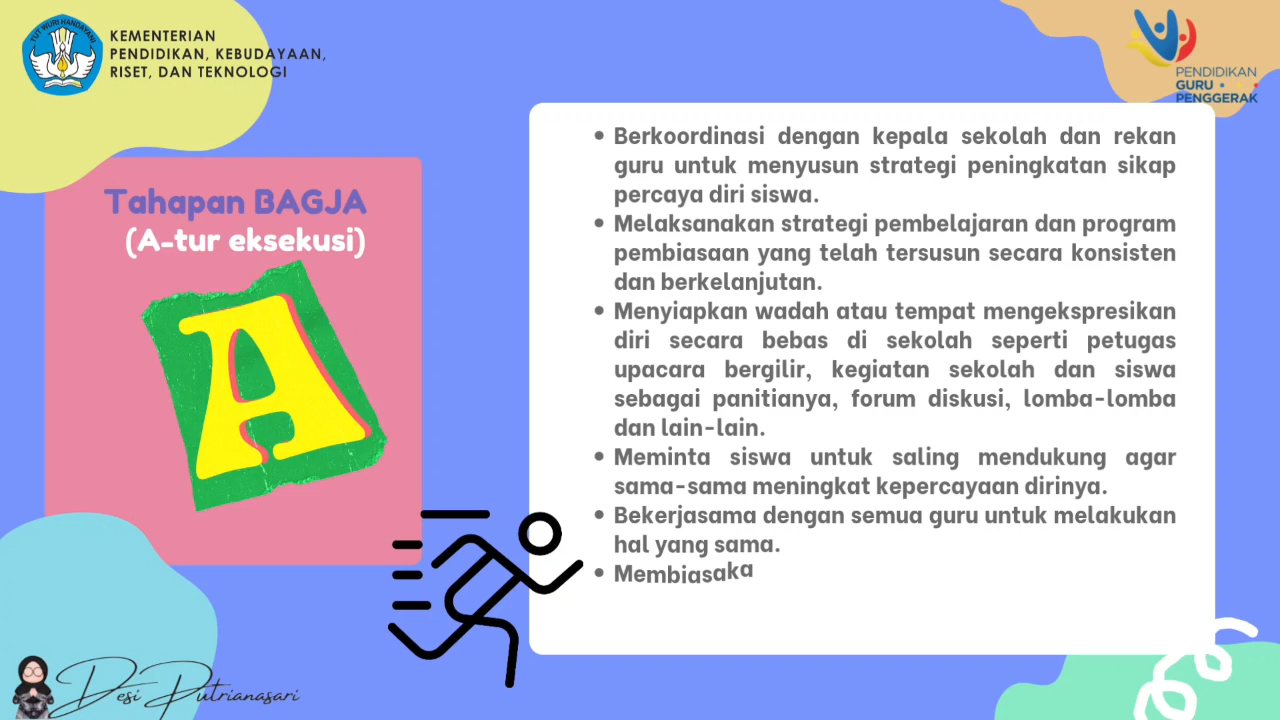 TUT WURI HANDAYANI
KEMENTERIAN
PENDIDIKAN, KEBUDAYAAN,
RISET, DAN TEKNOLOGI
PENDIDIKAN
GURU
PENGGERAK
Tahapan BAGJA
(A-tur eksekusi)
A
• Berkoordinasi dengan kepala sekolah dan rekan
guru untuk menyusun strategi peningkatan sikap
percaya diri siswa.
• Melaksanakan strategi pembelajaran dan program
pembiasaan yang telah tersusun secara konsisten
dan berkelanjutan.
• Menyiapkan wadah atau tempat mengekspresikan
diri secara bebas di sekolah seperti petugas
upacara bergilir, kegiatan sekolah dan siswa
sebagai panitianya, forum diskusi, lomba-lomba
dan lain-lain.
• Meminta siswa untuk saling mendukung agar
sama-sama meningkat kepercayaan dirinya.
• Bekerjasama dengan semua guru untuk melakukan
hal yang sama.
• Membiasaka
Desi Putrianasari